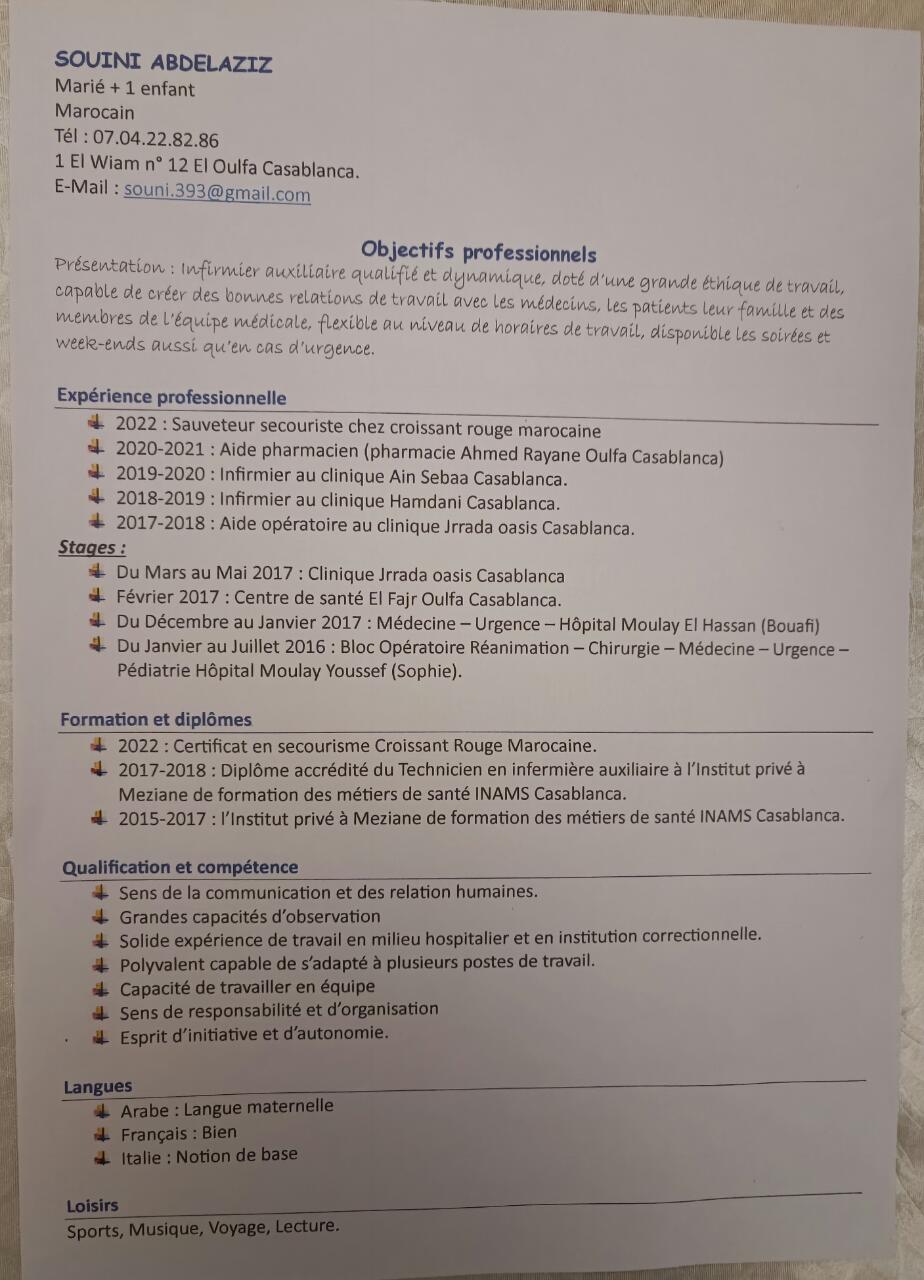 SOUINI ABDELAZIZ
Marié + 1 enfant
Marocain
Tél : 07.04.22.82.86
1 El Wiam n° 12 El Oulfa Casablanca.
E-Mail : souni.393@gmail.com
Objectifs professionnels
Présentation : Infirmier auxiliaire qualifié et dynamique, doté d'une grande éthique de travail,
capable de créer des bonnes relations de travail avec les médecins, les patients leur famille et des
membres de l'équipe médicale, flexible au niveau de horaires de travail, disponible les soirées et
week-ends aussi qu'en cas d'urgence.
Expérience professionnelle
2022 : Sauveteur secouriste chez croissant rouge marocaine
2020-2021 : Aide pharmacien (pharmacie Ahmed Rayane Oulfa Casablanca)
2019-2020 : Infirmier au clinique Ain Sebaa Casablanca.
2018-2019 : Infirmier au clinique Hamdani Casablanca.
2017-2018 : Aide opératoire au clinique Jrrada oasis Casablanca.
Stages :
Du Mars au Mai 2017 : Clinique Jrrada oasis Casablanca
Février 2017 : Centre de santé El Fajr Oulfa Casablanca.
Du Décembre au Janvier 2017 : Médecine – Urgence – Hôpital Moulay El Hassan (Bouafi)
Du Janvier au Juillet 2016 : Bloc Opératoire Réanimation – Chirurgie – Médecine – Urgence –
Pédiatrie Hôpital Moulay Youssef (Sophie).
Formation et diplômes
2022 : Certificat en secourisme Croissant Rouge Marocaine.
2017-2018 : Diplôme accrédité du Technicien en infermière auxiliaire à l'Institut privé à
Meziane de formation des métiers de santé INAMS Casablanca.
2015-2017 : l'Institut privé à Meziane de formation des métiers de santé INAMS Casablanca.
Qualification et compétence
Sens de la communication et des relation humaines.
Grandes capacités d'observation
Solide expérience de travail en milieu hospitalier et en institution correctionnelle.
Polyvalent capable de s'adapté à plusieurs postes de travail.
Capacité de travailler en équipe
Sens de responsabilité et d'organisation
Esprit d'initiative et d'autonomie.
Langues
Arabe : Langue maternelle
Français : Bien
Italie : Notion de base
Loisirs
Sports, Musique, Voyage, Lecture.